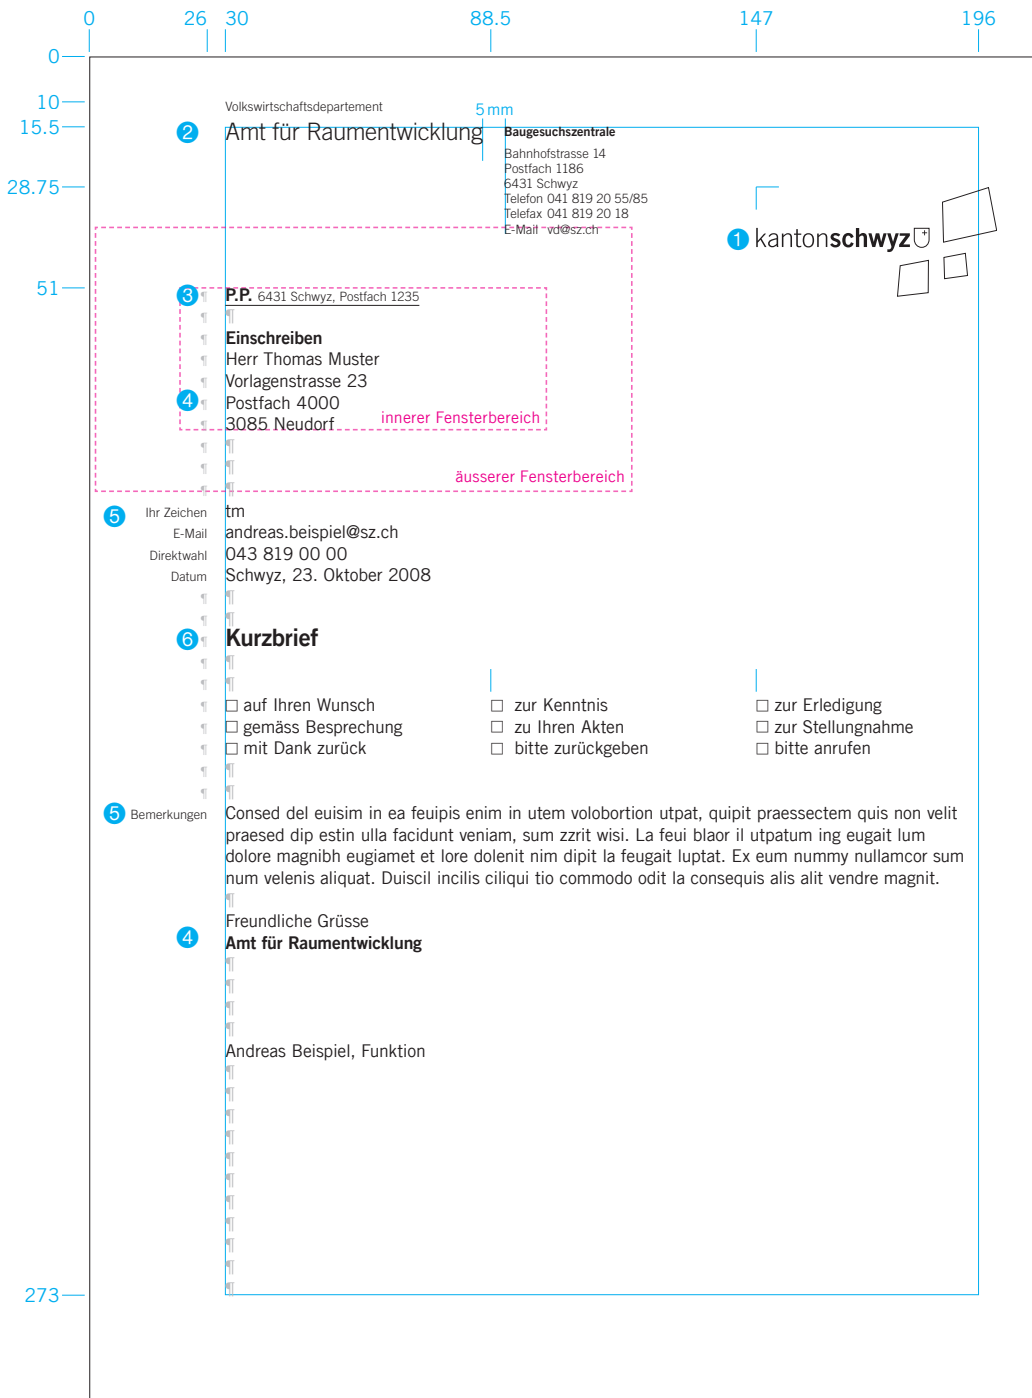 0 26 30 88.5 147 196
0
10
15.5
28.75
51
273
Volkswirtschaftsdepartement
5 mm
2 Amt für Raumentwicklung
Baugesuchszentrale
Bahnhofstrasse 14
Postfach 1186
6431 Schwyz
Telefon 041 819 20 55/85
Telefax 041 819 20 18
E-Mail vd@sz.ch
1 kantonschwyz
3 ¶ P.P. 6431 Schwyz, Postfach 1235
¶ ¶
¶ Einschreiben
¶ Herr Thomas Muster
¶ Vorlagenstrasse 23
4 ¶ Postfach 4000
¶ 3085 Neudorf
innerer Fensterbereich
¶ ¶
¶ ¶
äusserer Fensterbereich
¶ ¶
5 Ihr Zeichen tm
E-Mail andreas.beispiel@sz.ch
Direktwahl 043 819 00 00
Datum Schwyz, 23. Oktober 2008
¶ ¶
¶ ¶
6 ¶ Kurzbrief
¶ ¶
¶ ¶
¶ □ auf Ihren Wunsch □ zur Kenntnis □ zur Erledigung
¶ □ gemäss Besprechung □ zu Ihren Akten □ zur Stellungnahme
¶ □ mit Dank zurück □ bitte zurückgeben □ bitte anrufen
¶ ¶
¶ ¶
5 Bemerkungen Consed del euisim in ea feuipis enim in utem volobortion utpat, quipit praessectem quis non velit
praesed dip estin ulla facidunt veniam, sum zzrit wisi. La feui blaor il utpatum ing eugait lum
dolore magnibh eugiamet et lore dolenit nim dipit la feugait luptat. Ex eum nummy nullamcor sum
num velenis aliquat. Duiscil incilis ciliqui tio commodo odit la consequis alis alit vendre magnit.
¶
Freundliche Grüsse
4 Amt für Raumentwicklung
¶
¶
¶
¶
Andreas Beispiel, Funktion
¶
¶
¶
¶
¶
¶
¶
¶
¶
¶
¶